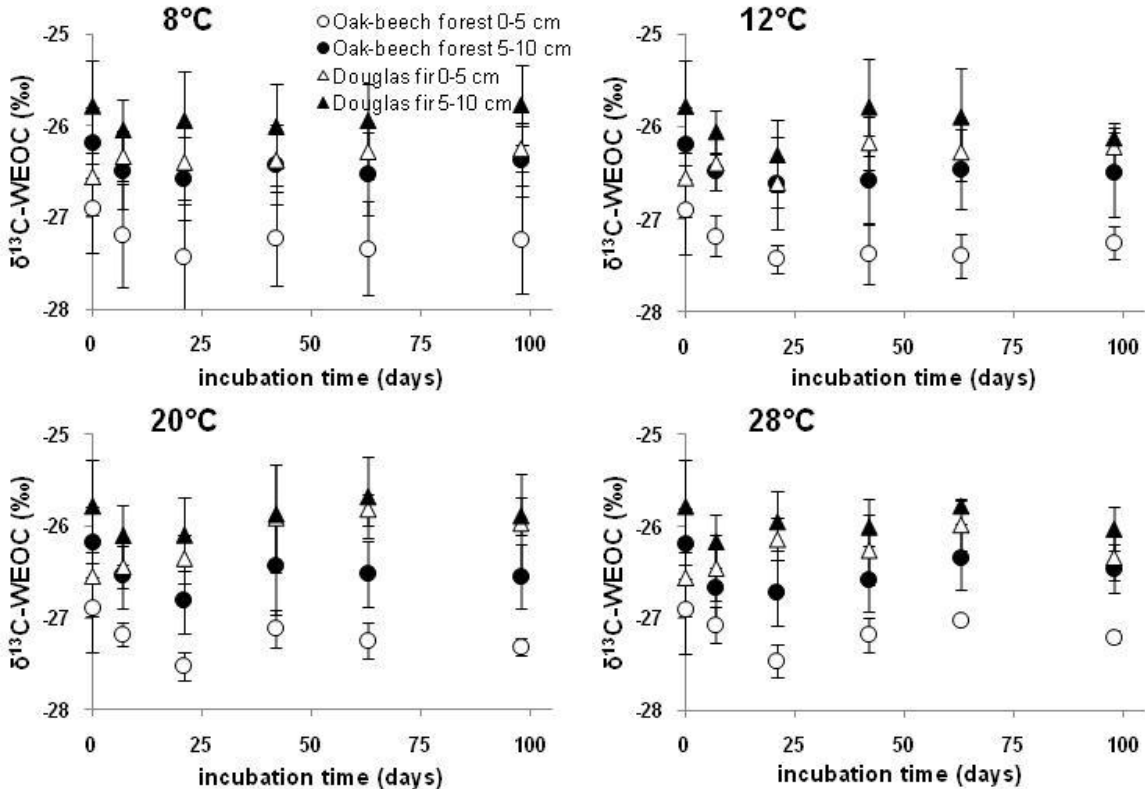 8°C
Oak-beech forest 0-5 cm
Oak-beech forest 5-10 cm
Douglas fir 0-5 cm
Douglas fir 5-10 cm
-25
-26
-27
-28
δ¹³C-WEOC (‰)
0 25 50 75 100
incubation time (days)
12°C
-25
-26
-27
-28
δ¹³C-WEOC (‰)
0 25 50 75 100
incubation time (days)
20°C
-25
-26
-27
-28
δ¹³C-WEOC (‰)
0 25 50 75 100
incubation time (days)
28°C
-25
-26
-27
-28
δ¹³C-WEOC (‰)
0 25 50 75 100
incubation time (days)